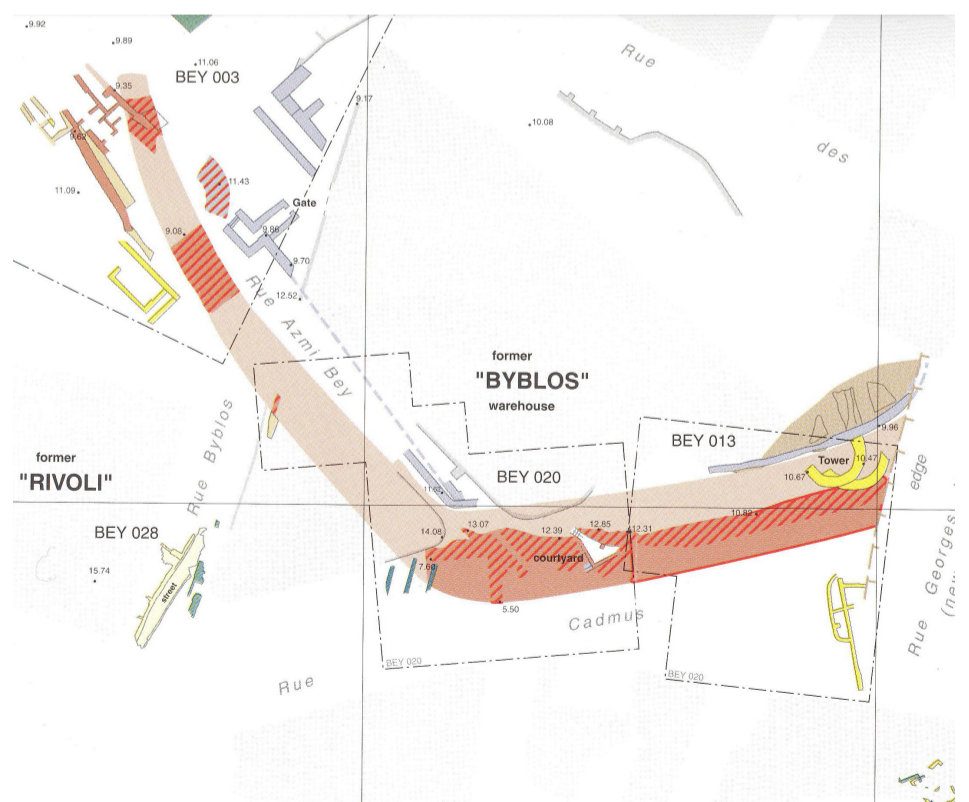 9.92
9.89
11.06
BEY 003
9.35
9.17
9.62
10.08
Rue
des
11.09
11.43
Gate
9.08
9.86
9.70
12.52
Rue Azmi Bey
former
"BYBLOS"
warehouse
Rue Byblos
former
"RIVOLI"
BEY 013
9.96
Tower
10.47
10.67
edge
BEY 020
BEY 028
10.82
14.08
13.07
12.39
12.85
12.31
courtyard
15.74
street
5.50
Cadmus
BEY 020
BEY 020
Rue
Rue Georges
(new